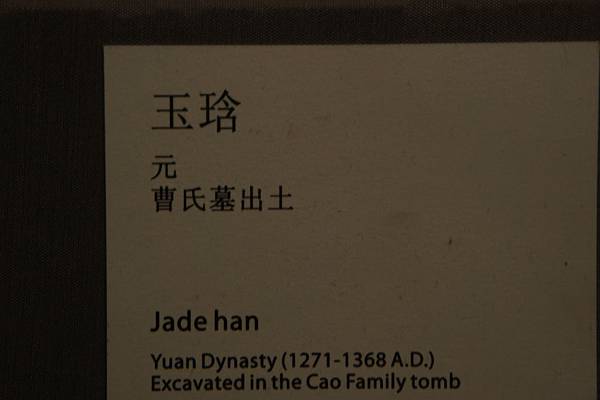 玉琀
元
曹氏墓出土
Jade han
Yuan Dynasty (1271-1368 A.D.)
Excavated in the Cao Family tomb